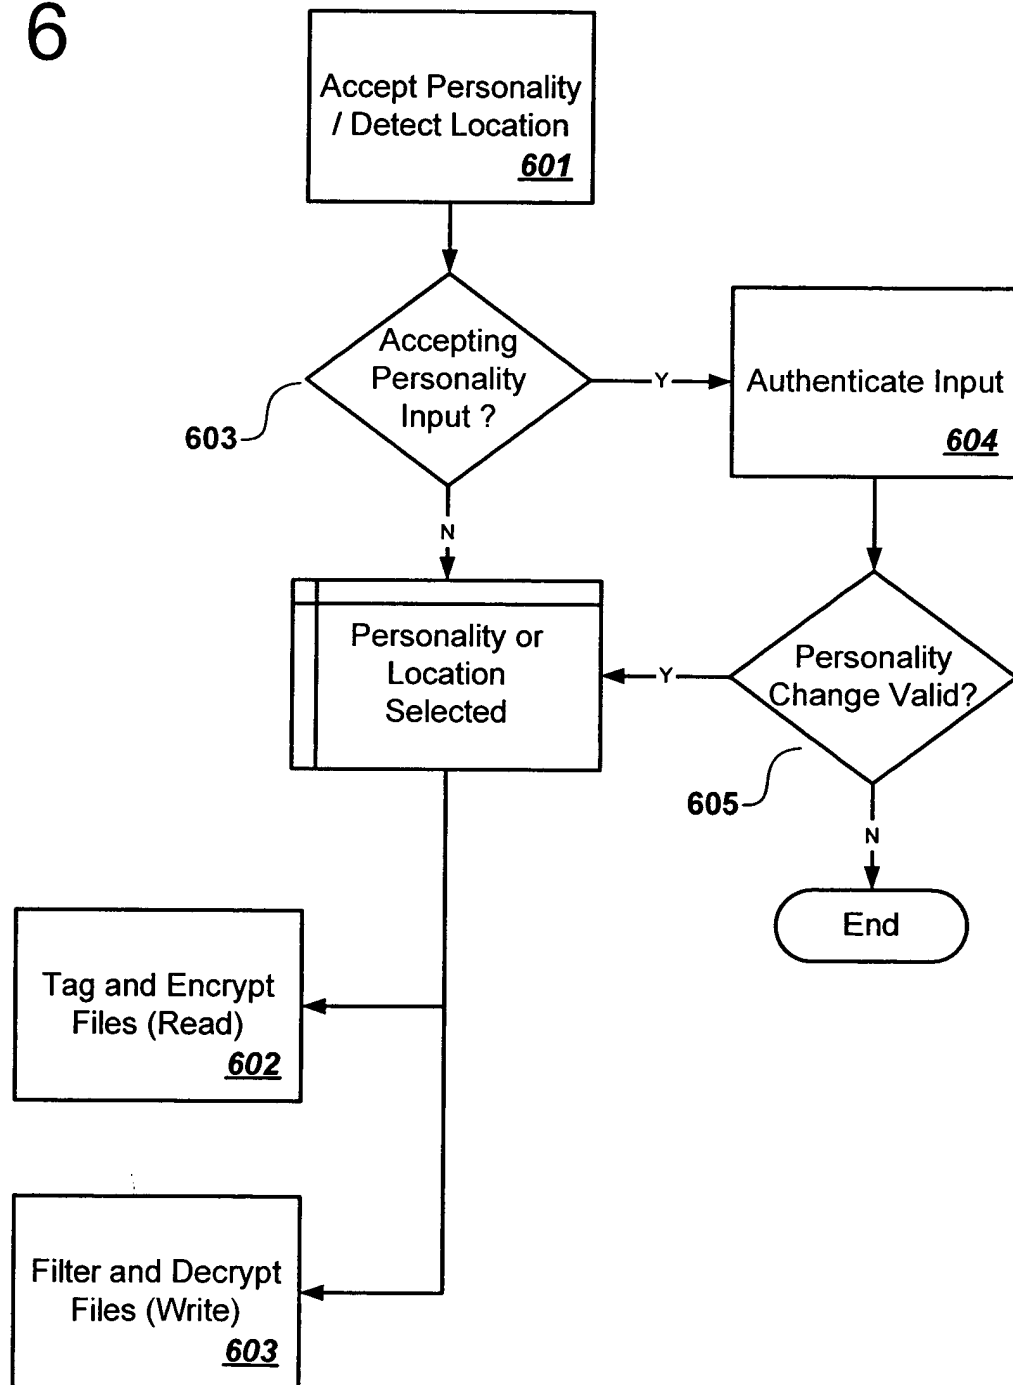 6
Accept Personality
/ Detect Location
601
Accepting
Personality
Input ?
603
Y
Authenticate Input
604
N
Personality or
Location
Selected
Y
Personality
Change Valid?
605
N
End
Tag and Encrypt
Files (Read)
602
Filter and Decrypt
Files (Write)
603